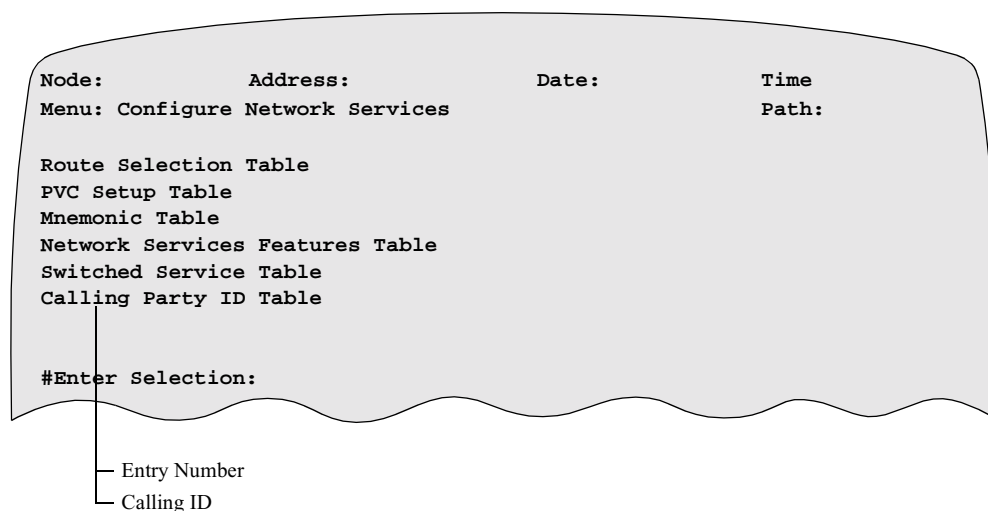 Node: Address: Date: Time
Menu: Configure Network Services Path:
Route Selection Table
PVC Setup Table
Mnemonic Table
Network Services Features Table
Switched Service Table
Calling Party ID Table
#Enter Selection:
Entry Number
Calling ID